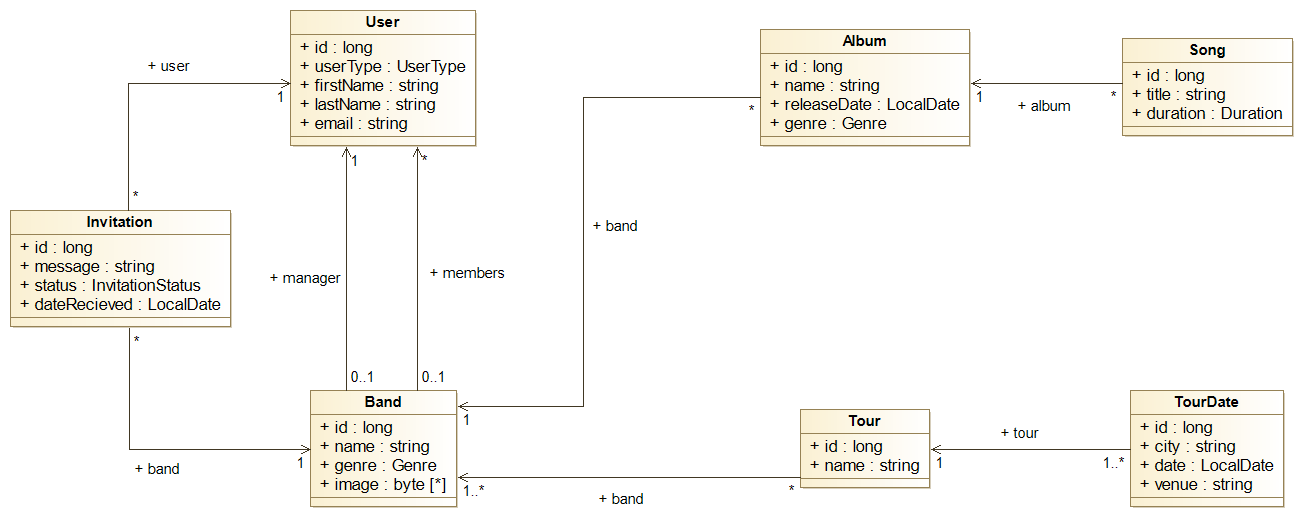 User
+ id : long
+ userType : UserType
+ firstName : string
+ lastName : string
+ email : string
Album
+ id : long
+ name : string
+ releaseDate : LocalDate
+ genre : Genre
Song
+ id : long
+ title : string
+ duration : Duration
+ user
1
*
1
*
*
1
*
+ album
Invitation
+ id : long
+ message : string
+ status : InvitationStatus
+ dateRecieved : LocalDate
+ manager
+ members
+ band
*
1
+ band
0..1
0..1
Band
+ id : long
+ name : string
+ genre : Genre
+ image : byte [*]
1
1..*
*
+ band
Tour
+ id : long
+ name : string
+ tour
1
1..*
TourDate
+ id : long
+ city : string
+ date : LocalDate
+ venue : string